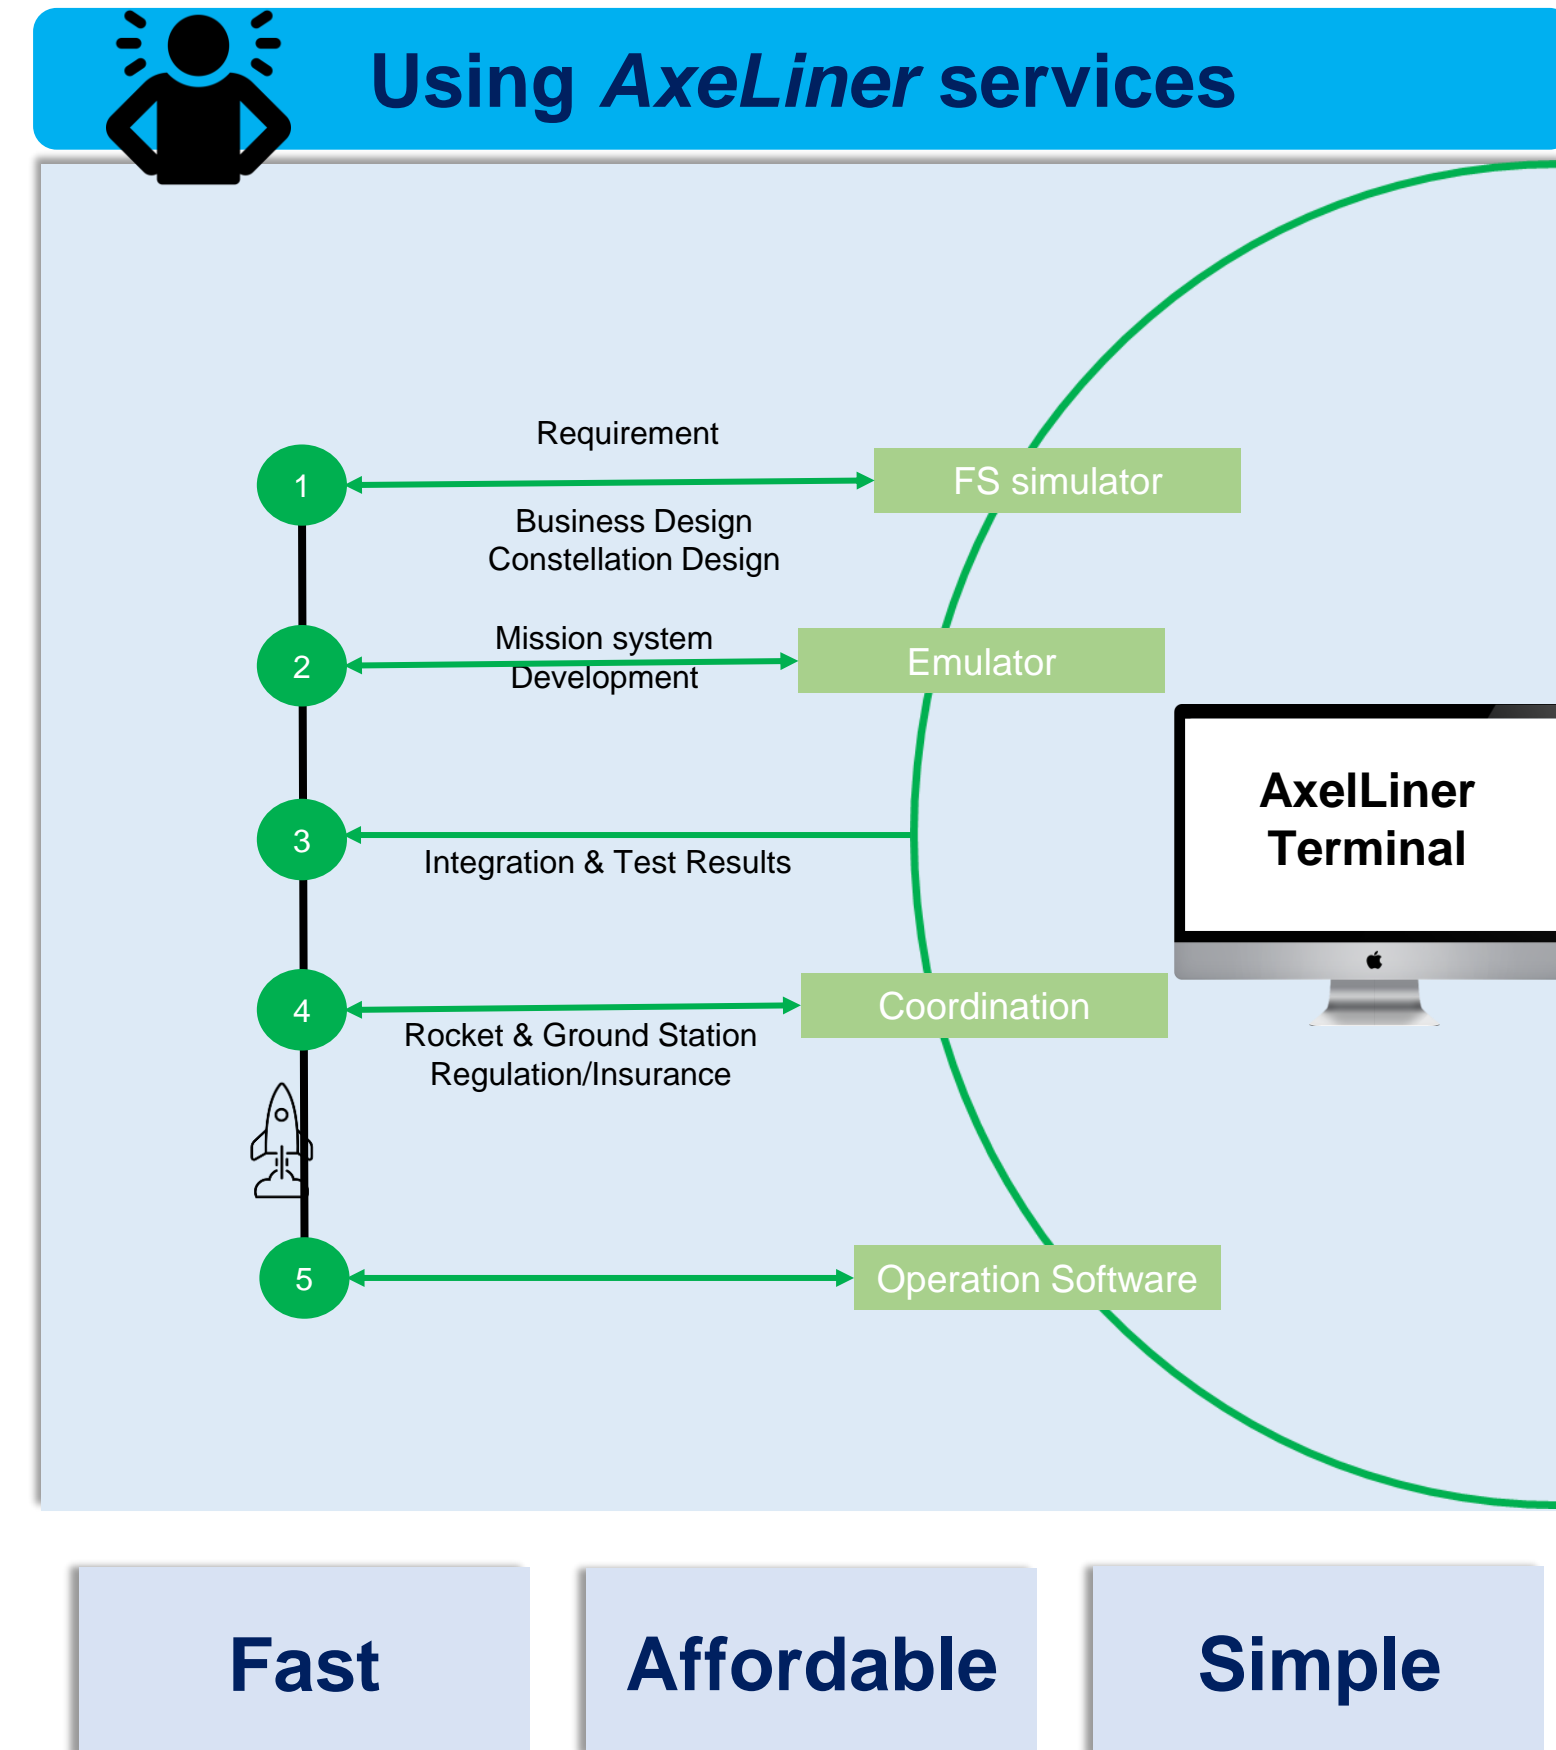 Using AxeLiner services
Requirement
1
FS simulator
Business Design
Constellation Design
Mission system
Development
2
Emulator
AxelLiner
Terminal
3
Integration & Test Results
4
Coordination
Rocket & Ground Station
Regulation/Insurance
5
Operation Software
Fast
Affordable
Simple